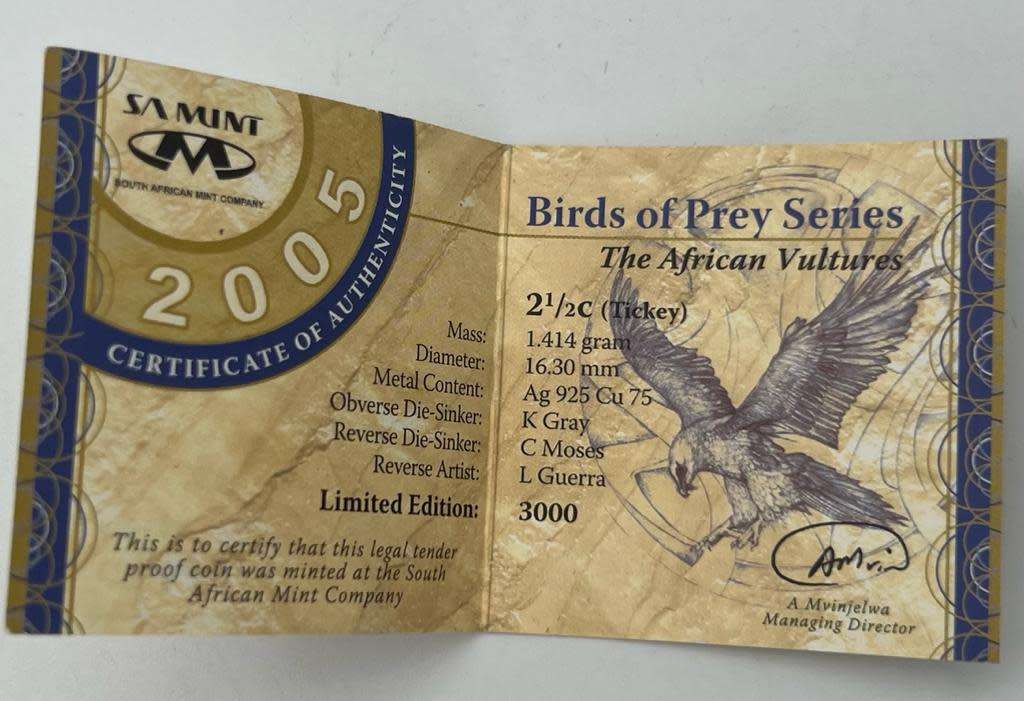 SA MINT
SOUTH AFRICAN MINT COMPANY
2005
CERTIFICATE OF AUTHENTICITY
Birds of Prey Series
The African Vultures
2½c (Tickey)
Mass: 1.414 gram
Diameter: 16.30 mm
Metal Content: Ag 925 Cu 75
Obverse Die-Sinker: K Gray
Reverse Die-Sinker: C Moses
Reverse Artist: L Guerra
Limited Edition: 3000
This is to certify that this legal tender
proof coin was minted at the South
African Mint Company
A Mvinjelwa
Managing Director